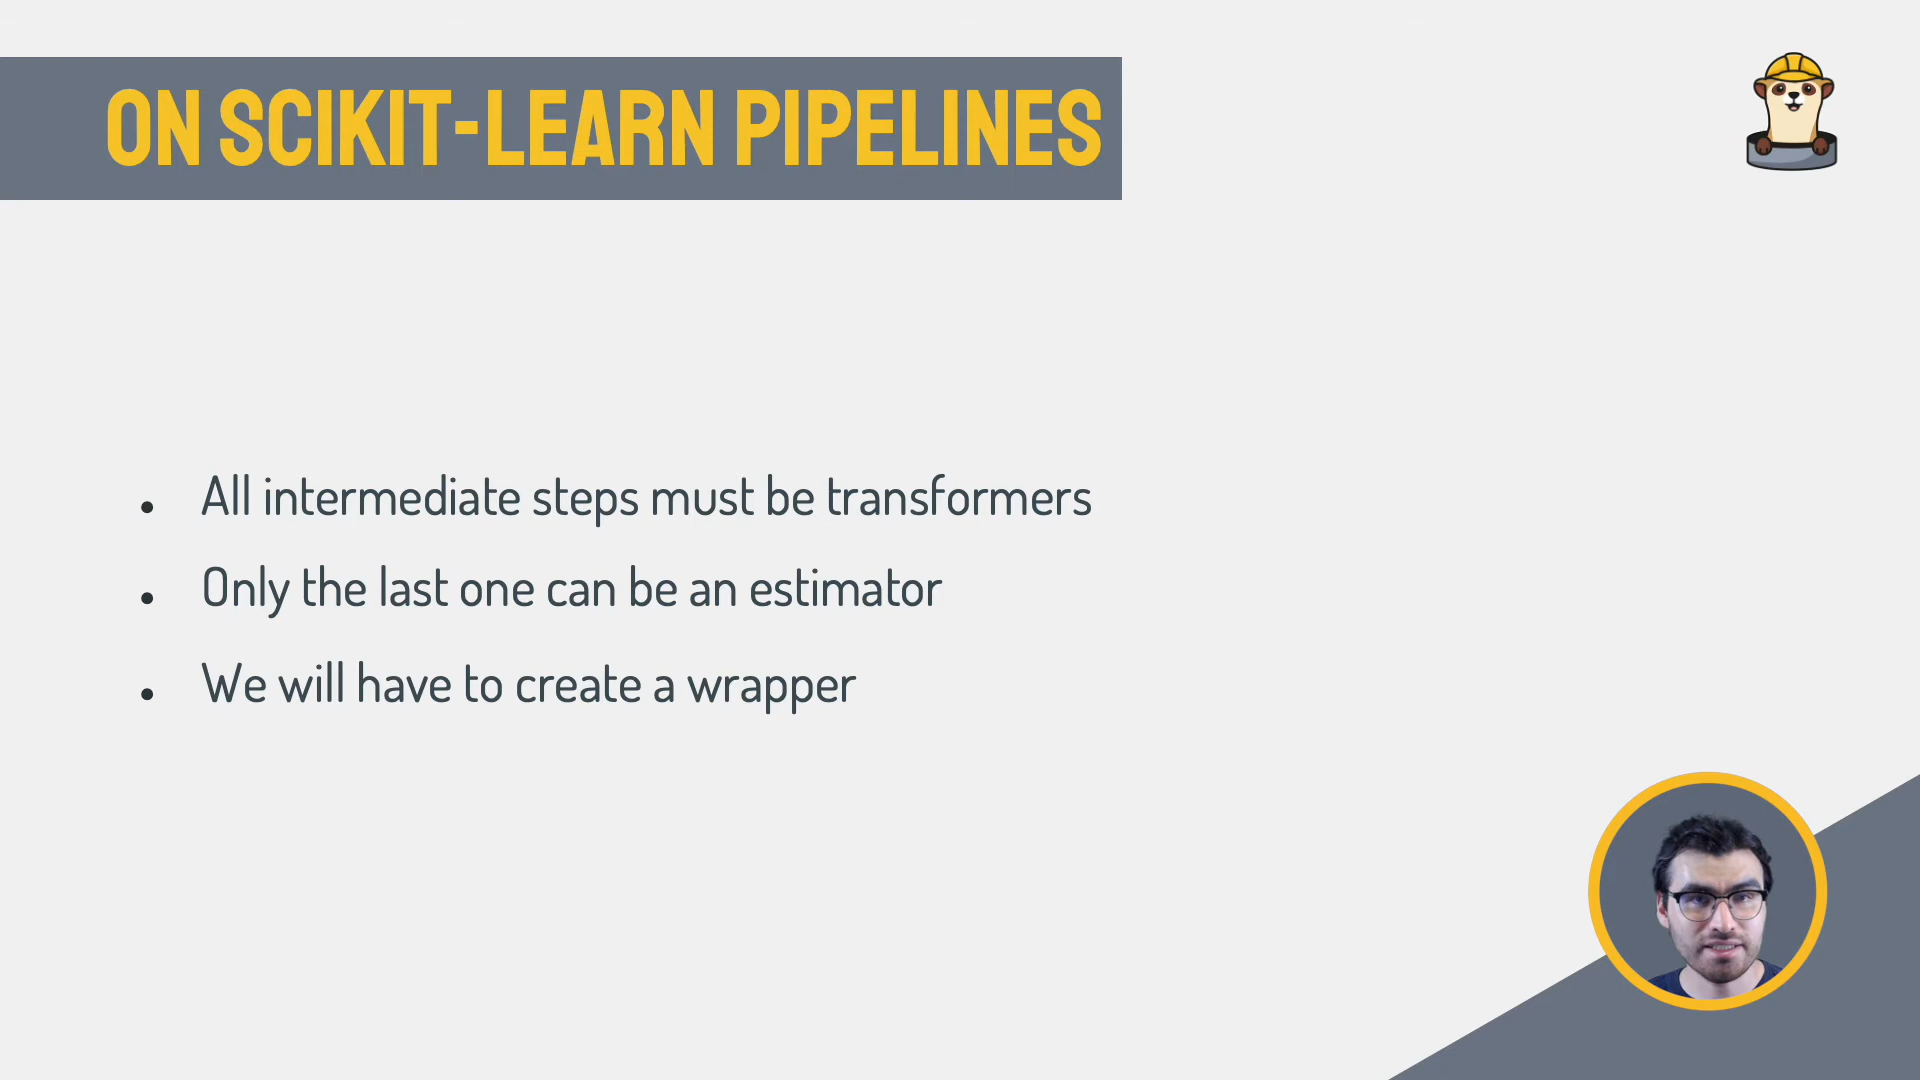 ON SCIKIT-LEARN PIPELINES
All intermediate steps must be transformers
Only the last one can be an estimator
We will have to create a wrapper